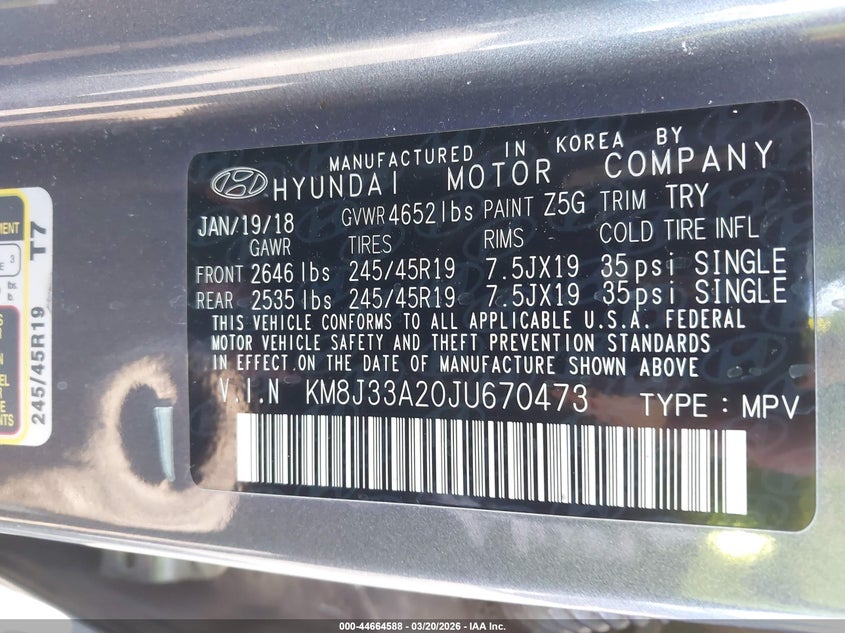 MANUFACTURED IN KOREA BY
HYUNDAI MOTOR COMPANY
JAN/19/18 GVWR 4652lbs PAINT Z5G TRIM TRY
GAWR TIRES RIMS COLD TIRE INFL
FRONT 2646 lbs 245/45R19 7.5JX19 35psi SINGLE
REAR 2535 lbs 245/45R19 7.5JX19 35psi SINGLE
THIS VEHICLE CONFORMS TO ALL APPLICABLE U.S.A. FEDERAL
MOTOR VEHICLE SAFETY AND THEFT PREVENTION STANDARDS
IN EFFECT ON THE DATE OF MANUFACTURE SHOWN ABOVE
V.I.N KM8J33A20JU670473 TYPE : MPV
245/45R19 T7
3
lbs.
000-44664588 - 03/20/2026 - IAA Inc.